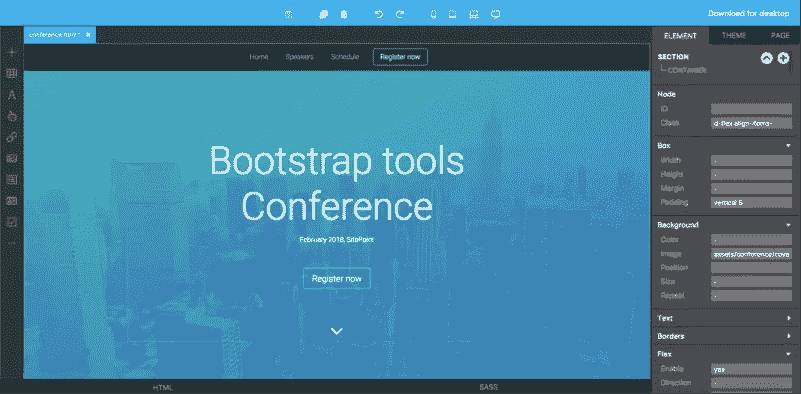 Download for desktop
conference.html*
ELEMENT THEME PAGE
Home Speakers Schedule Register now
SECTION
CONTAINER
Node
ID
Class d-flex align-items-
Box
Width -
Height -
Margin -
Padding vertical 5
Bootstrap tools
Conference
February 2018, SitePoint
Register now
Background
Color -
Image assets/conference/cove
Position
Size -
Repeat -
Text
Borders
Flex
Enable yes
Direction -
HTML SASS